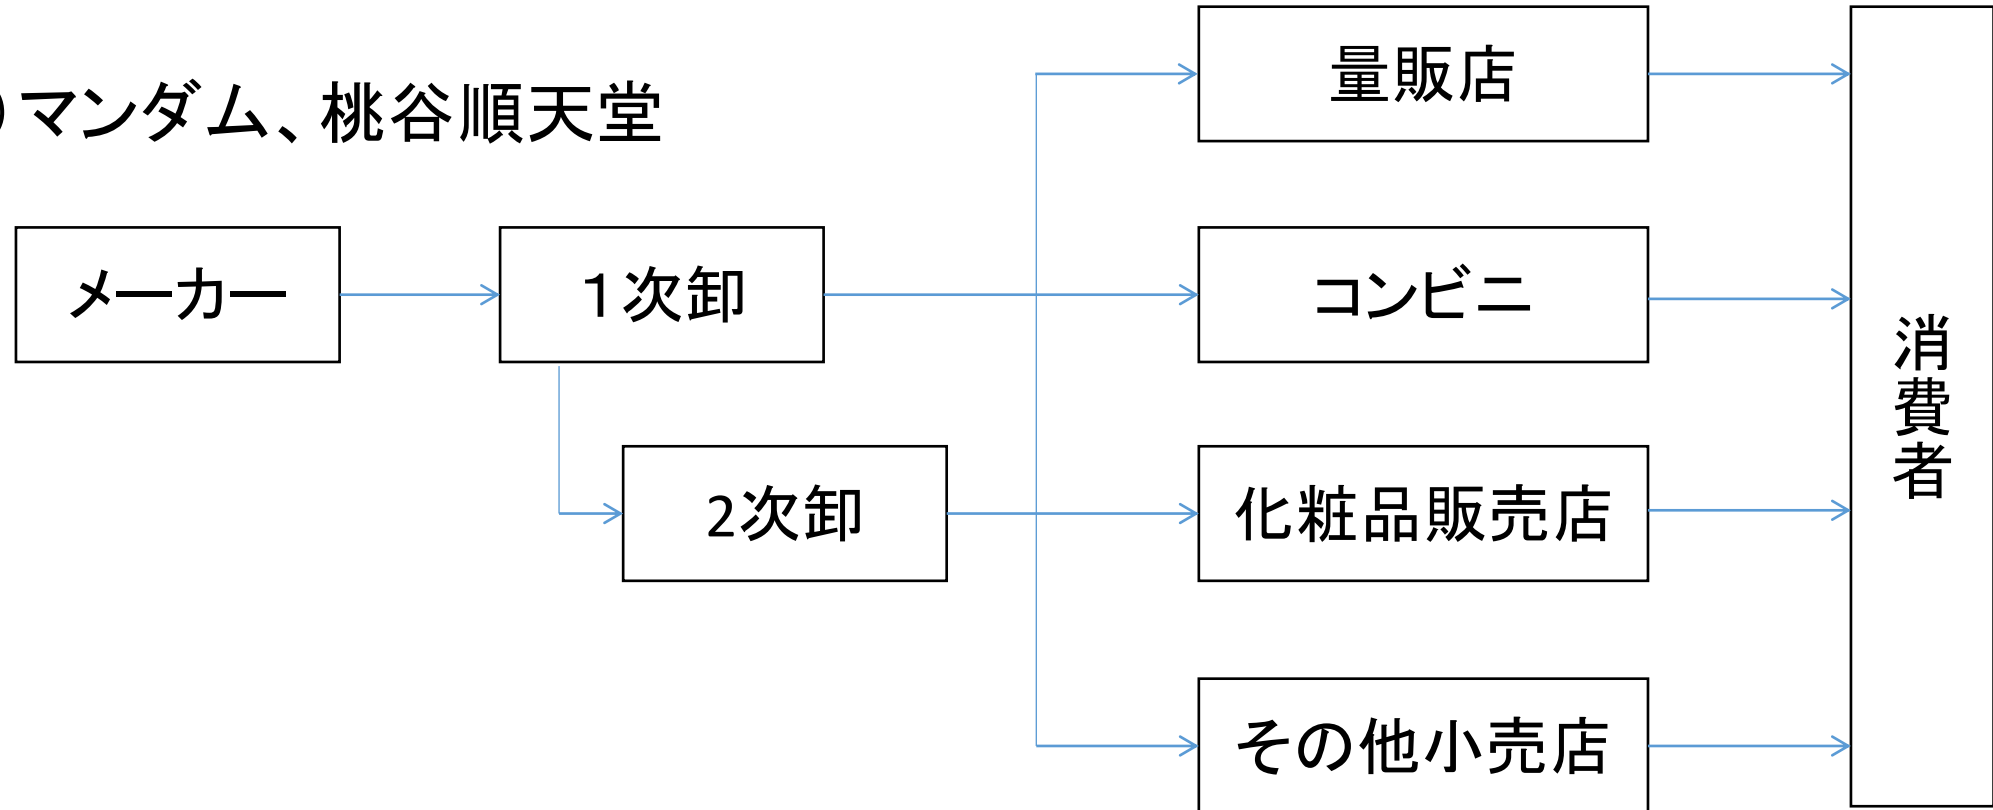 ）マンダム、桃谷順天堂
量販店
メーカー
１次卸
コンビニ
2次卸
化粧品販売店
その他小売店
消費者